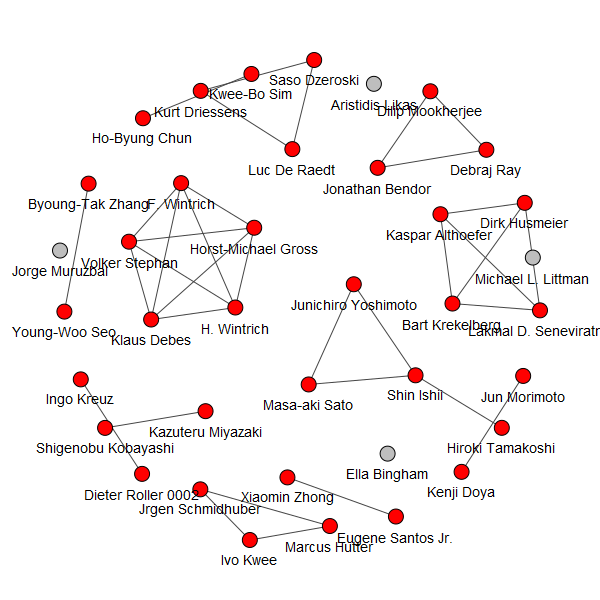 Saso Dzeroski
Kwee-Bo Sim
Aristidis Likas
Kurt Driessens
Dilip Mookherjee
Ho-Byung Chun
Luc De Raedt
Debraj Ray
Jonathan Bendor
Byoung-Tak Zhang
F. Wintrich
Dirk Husmeier
Kaspar Althoefer
Horst-Michael Gross
Volker Stephan
Jorge Muruzbal
Michael L. Littman
Junichiro Yoshimoto
Bart Krekelberg
H. Wintrich
Lakmal D. Seneviratr
Young-Woo Seo
Klaus Debes
Shin Ishii
Jun Morimoto
Ingo Kreuz
Masa-aki Sato
Kazuteru Miyazaki
Shigenobu Kobayashi
Hiroki Tamakoshi
Ella Bingham
Kenji Doya
Dieter Roller 0002
Xiaomin Zhong
Jrgen Schmidhuber
Eugene Santos Jr.
Marcus Hutter
Ivo Kwee